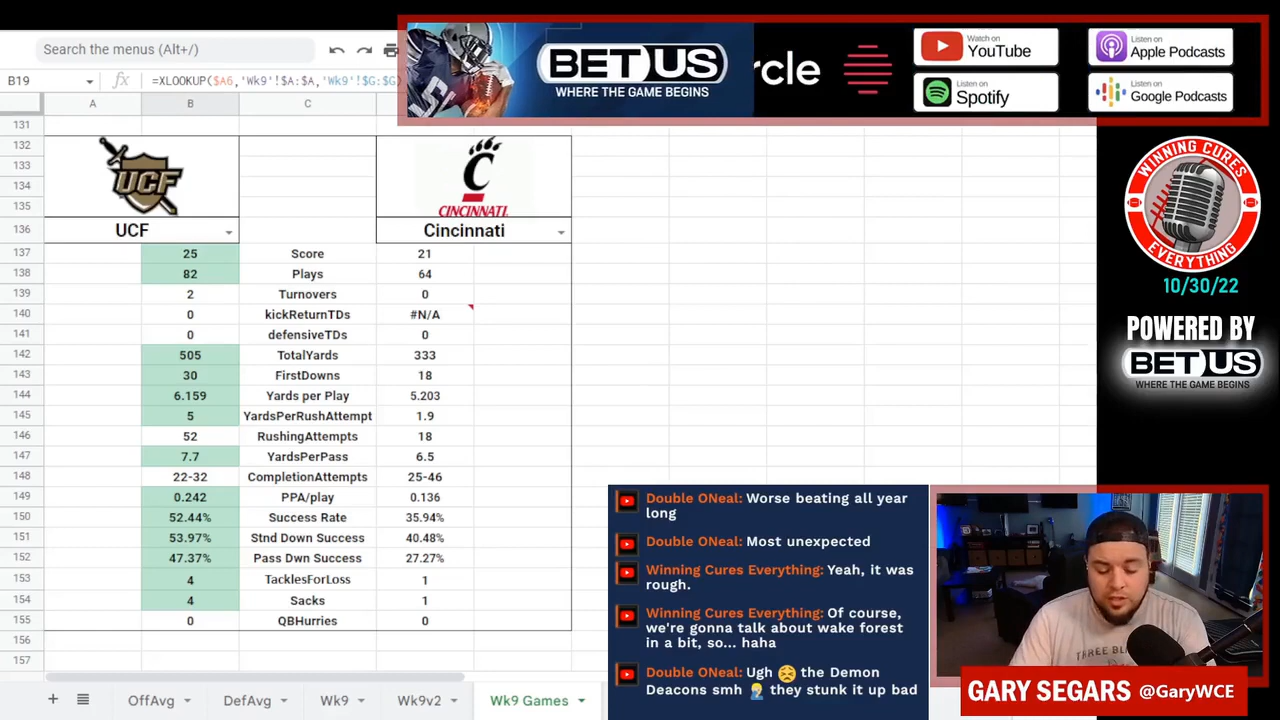 Search the menus (Alt+/)
B19
fx
=XLOOKUP($A6,'Wk9'!$A:$A,'Wk9'!$G:$G)
BETUS
WHERE THE GAME BEGINS
rcle
Watch on
YouTube
Listen on
Spotify
Listen on
Apple Podcasts
Listen on
Google Podcasts
A B C
131
132
133
134
135
136
UCF
CINCINNATI
UCF Cincinnati
137 25 Score 21
138 82 Plays 64
139 2 Turnovers 0
140 0 kickReturnTDs #N/A
141 0 defensiveTDs 0
142 505 TotalYards 333
143 30 FirstDowns 18
144 6.159 Yards per Play 5.203
145 5 YardsPerRushAttempt 1.9
146 52 RushingAttempts 18
147 7.7 YardsPerPass 6.5
148 22-32 CompletionAttempts 25-46
149 0.242 PPA/play 0.136
150 52.44% Success Rate 35.94%
151 53.97% Stnd Down Success 40.48%
152 47.37% Pass Dwn Success 27.27%
153 4 TacklesForLoss 1
154 4 Sacks 1
155 0 QBHurries 0
156
157
OffAvg DefAvg Wk9 Wk9v2 Wk9 Games
WINNING CURES
EVERYTHING
10/30/22
POWERED BY
BETUS
WHERE THE GAME BEGINS
Double ONeal: Worse beating all year
long
Double ONeal: Most unexpected
Winning Cures Everything: Yeah, it was
rough.
Winning Cures Everything: Of course,
we're gonna talk about wake forest
in a bit, so... haha
Double ONeal: Ugh 😣 the Demon
Deacons smh 🤦 they stunk it up bad
GARY SEGARS @GaryWCE